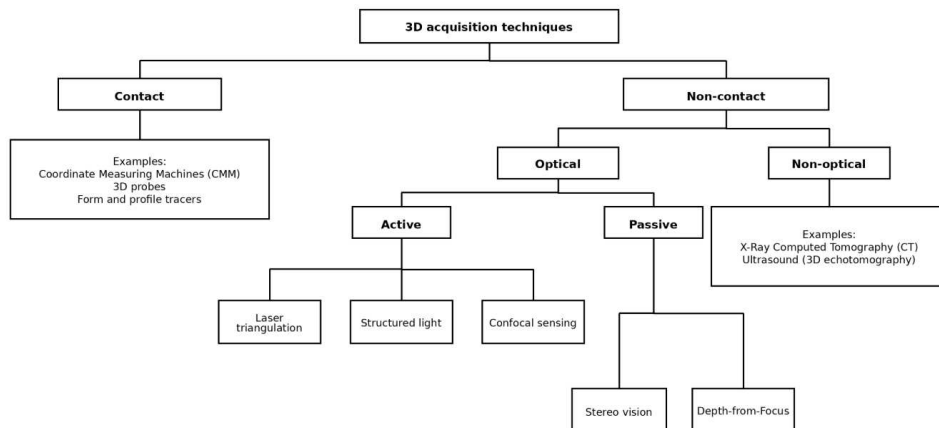 3D acquisition techniques
Contact
Non-contact
Examples:
Coordinate Measuring Machines (CMM)
3D probes
Form and profile tracers
Optical
Non-optical
Active
Passive
Examples:
X-Ray Computed Tomography (CT)
Ultrasound (3D echotomography)
Laser
triangulation
Structured light
Confocal sensing
Stereo vision
Depth-from-Focus